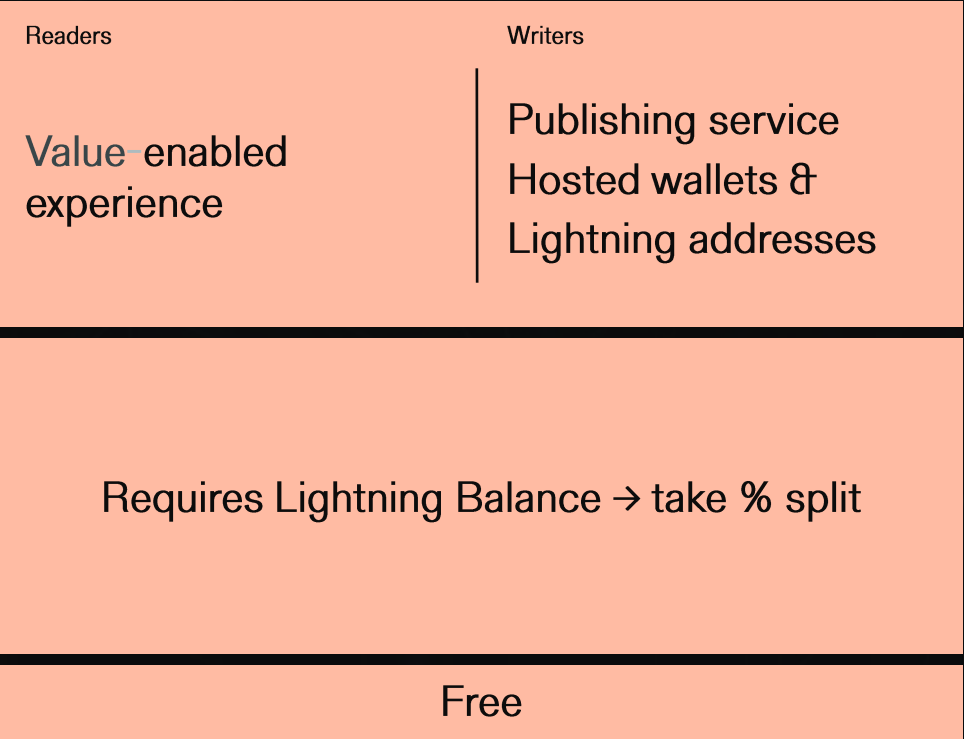 Readers
Value-enabled
experience
Writers
Publishing service
Hosted wallets &
Lightning addresses
Requires Lightning Balance → take % split
Free